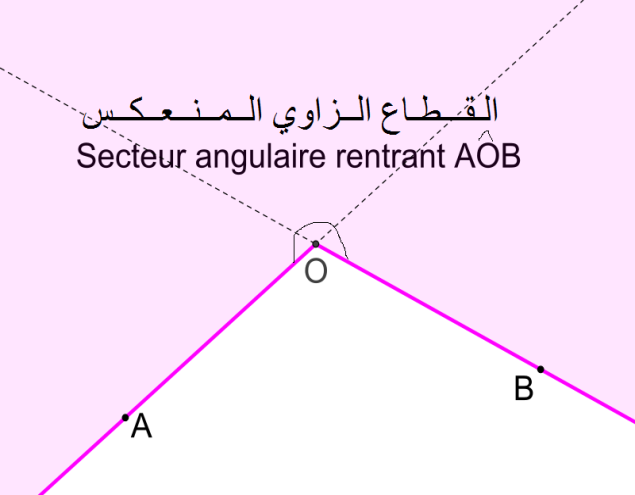 القطاع الزاوي المنعكس
Secteur angulaire rentrant AÔB
O
A
B